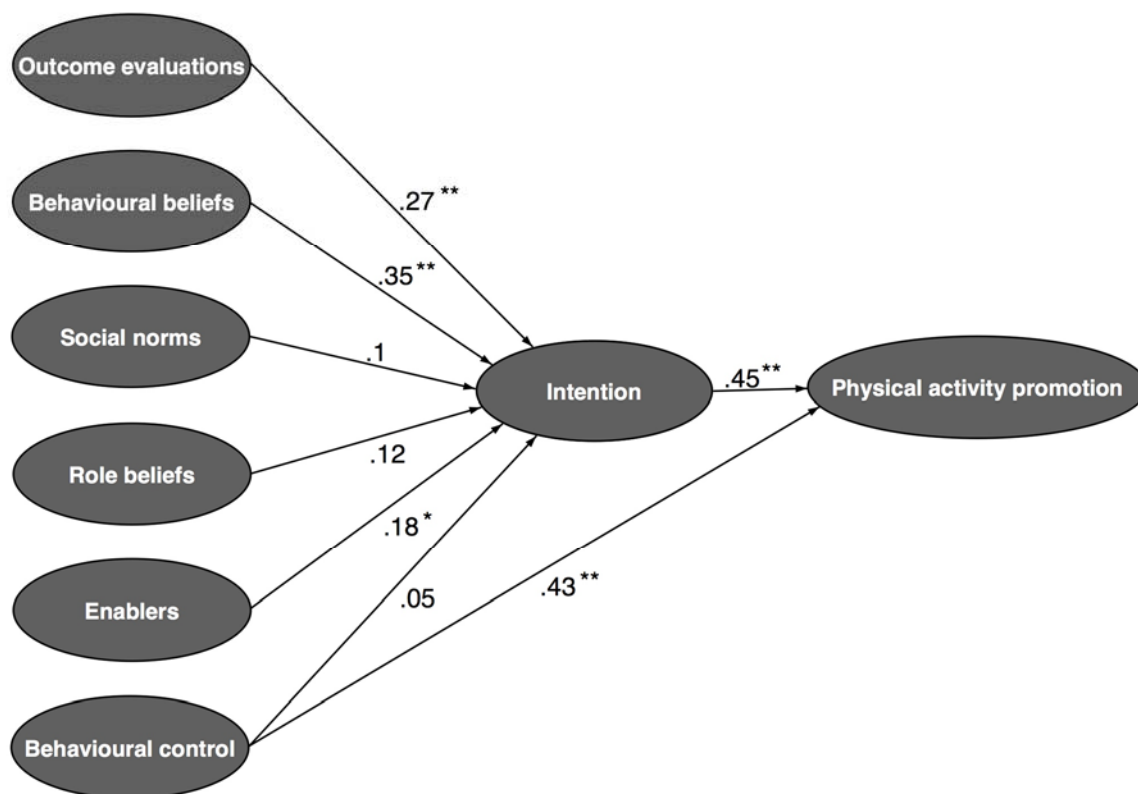 Outcome evaluations
.27**
Behavioural beliefs
.35**
Social norms
.1
Intention
.45**
Physical activity promotion
Role beliefs
.12
.18*
Enablers
.05
.43**
Behavioural control